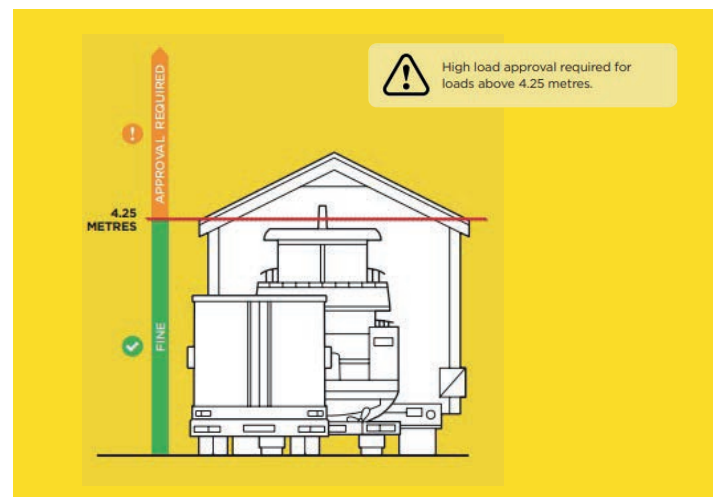 High load approval required for
loads above 4.25 metres.
APPROVAL REQUIRED
4.25
METRES
FINE